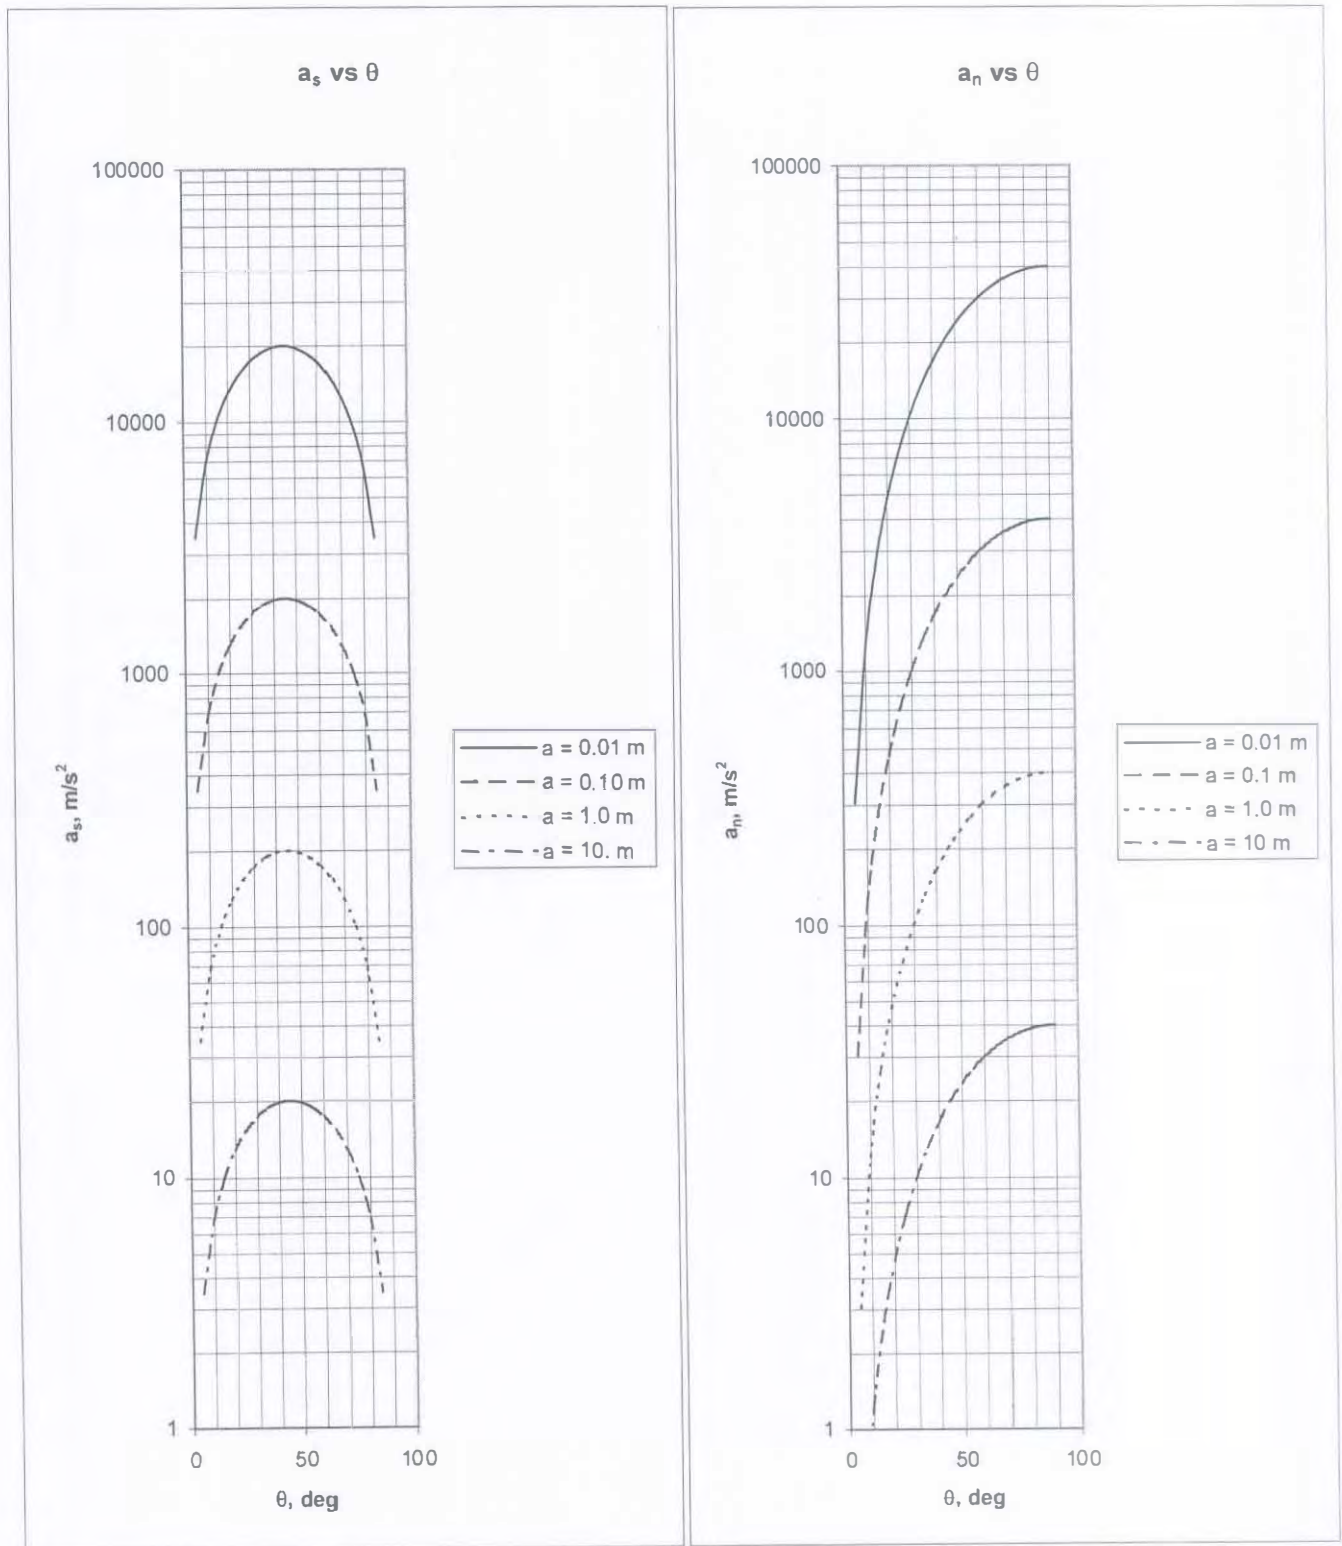 a_s vs θ
100000
10000
1000
100
10
1
a_s, m/s²
0 50 100
θ, deg
a = 0.01 m
a = 0.10 m
a = 1.0 m
a = 10. m
a_n vs θ
100000
10000
1000
100
10
1
a_n, m/s²
0 50 100
θ, deg
a = 0.01 m
a = 0.1 m
a = 1.0 m
a = 10 m